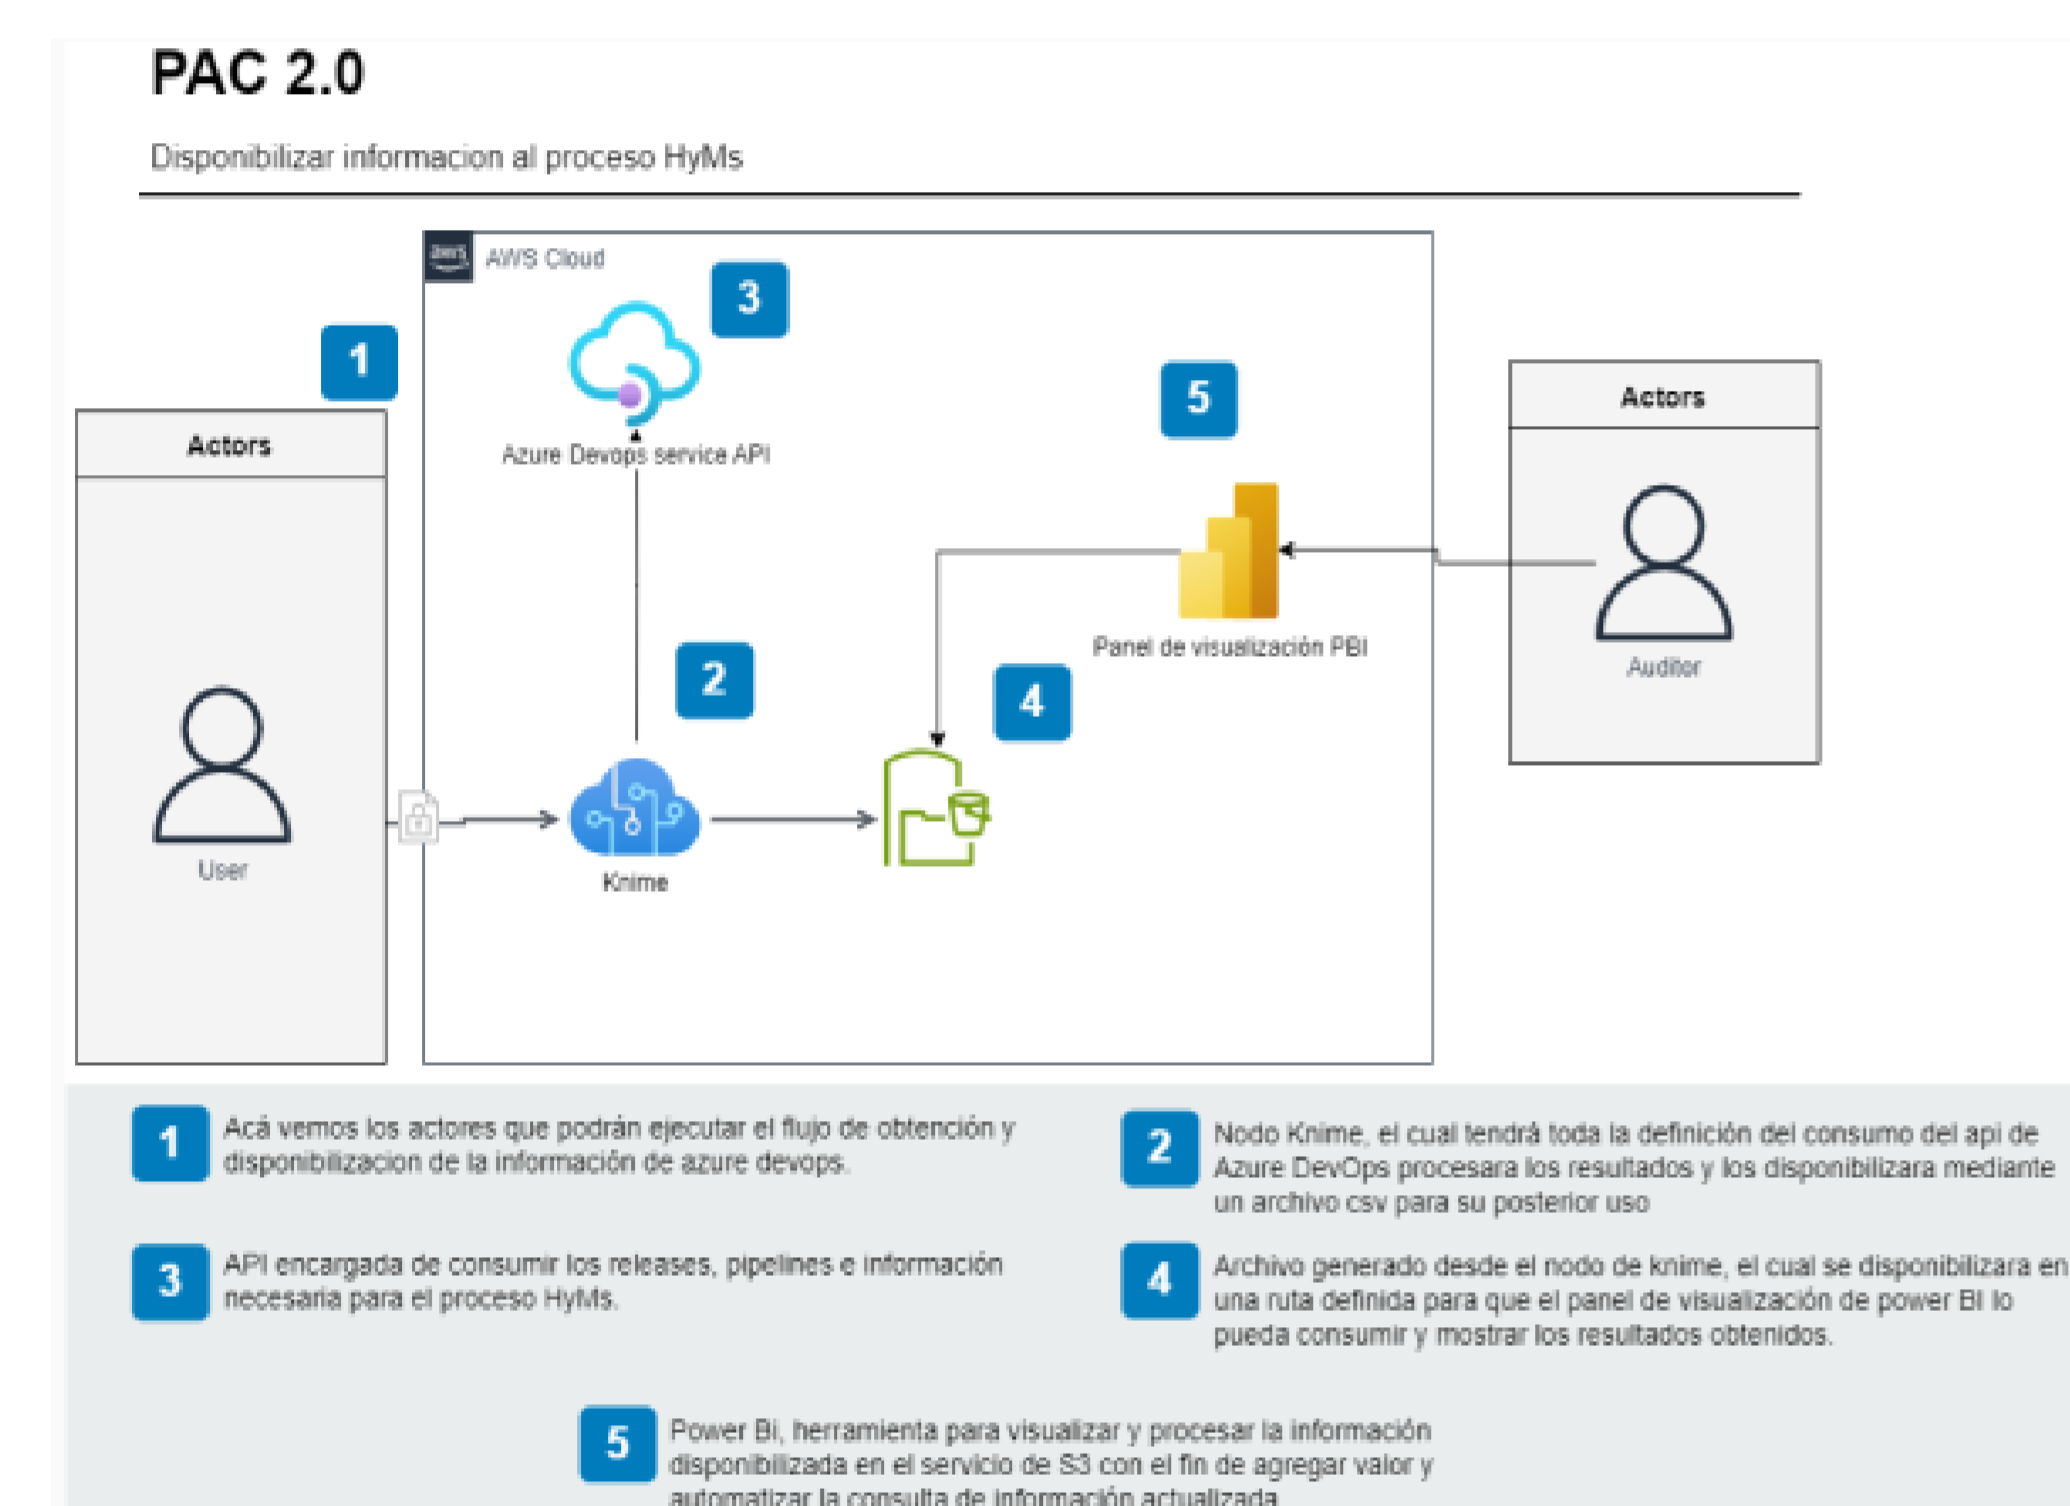 PAC 2.0
Disponibilizar informacion al proceso HyMs
aws
AWS Cloud
3
1
5
Actors
Actors
Azure Devops service API
2
Panel de visualización PBI
4
Auditor
User
Knime
1
Acá vemos los actores que podrán ejecutar el flujo de obtención y
disponibilizacion de la información de azure devops.
2
Nodo Knime, el cual tendrá toda la definición del consumo del api de
Azure DevOps procesara los resultados y los disponibilizara mediante
un archivo csv para su posterior uso
3
API encargada de consumir los releases, pipelines e información
necesaria para el proceso HyMs.
4
Archivo generado desde el nodo de knime, el cual se disponibilizara en
una ruta definida para que el panel de visualización de power BI lo
pueda consumir y mostrar los resultados obtenidos.
5
Power Bi, herramienta para visualizar y procesar la información
disponibilizada en el servicio de S3 con el fin de agregar valor y
automatizar la consulta de información actualizada